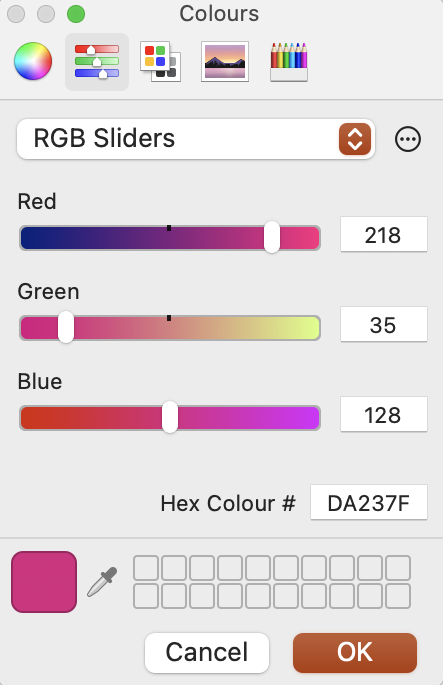 Colours
RGB Sliders
Red
218
Green
35
Blue
128
Hex Colour # DA237F
Cancel OK